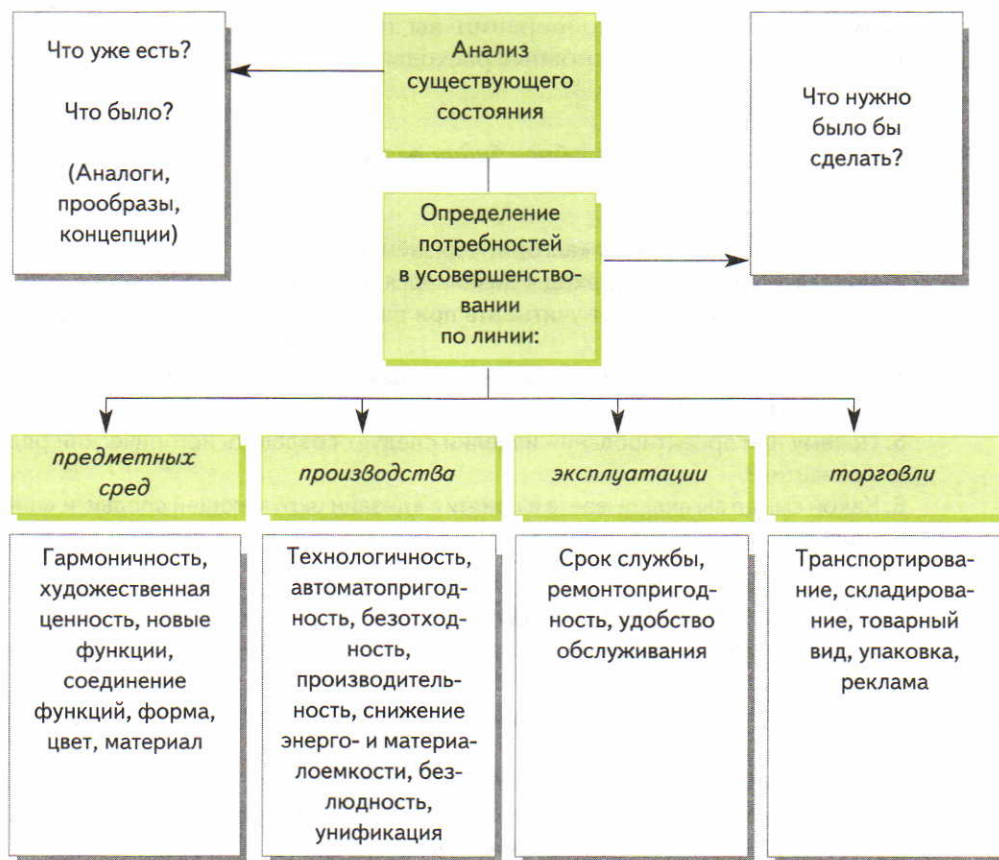 Что уже есть?
Что было?
(Аналоги,
прообразы,
концепции)
Анализ
существующего
состояния
Что нужно
было бы
сделать?
Определение
потребностей
в усовершенство-
вании
по линии:
предметных
сред
производства
эксплуатации
торговли
Гармоничность,
художественная
ценность, новые
функции,
соединение
функций, форма,
цвет, материал
Технологичность,
автоматопригод-
ность, безотход-
ность,
производитель-
ность, снижение
энерго- и материа-
лоемкости, без-
людность,
унификация
Срок службы,
ремонтопригод-
ность, удобство
обслуживания
Транспортирова-
ние, складирова-
ние, товарный
вид, упаковка,
реклама